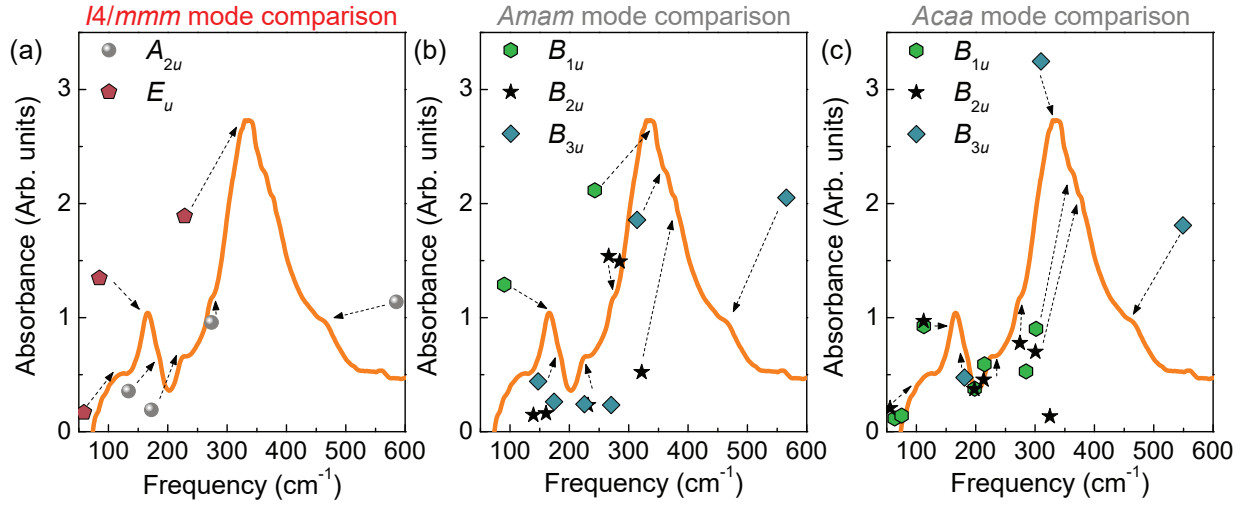 I4/mmm mode comparison
(a)
A2u
Eu
Absorbance (Arb. units)
3
2
1
0
100 200 300 400 500 600
Frequency (cm-1)
Amam mode comparison
(b)
B1u
B2u
B3u
Absorbance (Arb. units)
3
2
1
0
100 200 300 400 500 600
Frequency (cm-1)
Acaa mode comparison
(c)
B1u
B2u
B3u
Absorbance (Arb. units)
3
2
1
0
100 200 300 400 500 600
Frequency (cm-1)